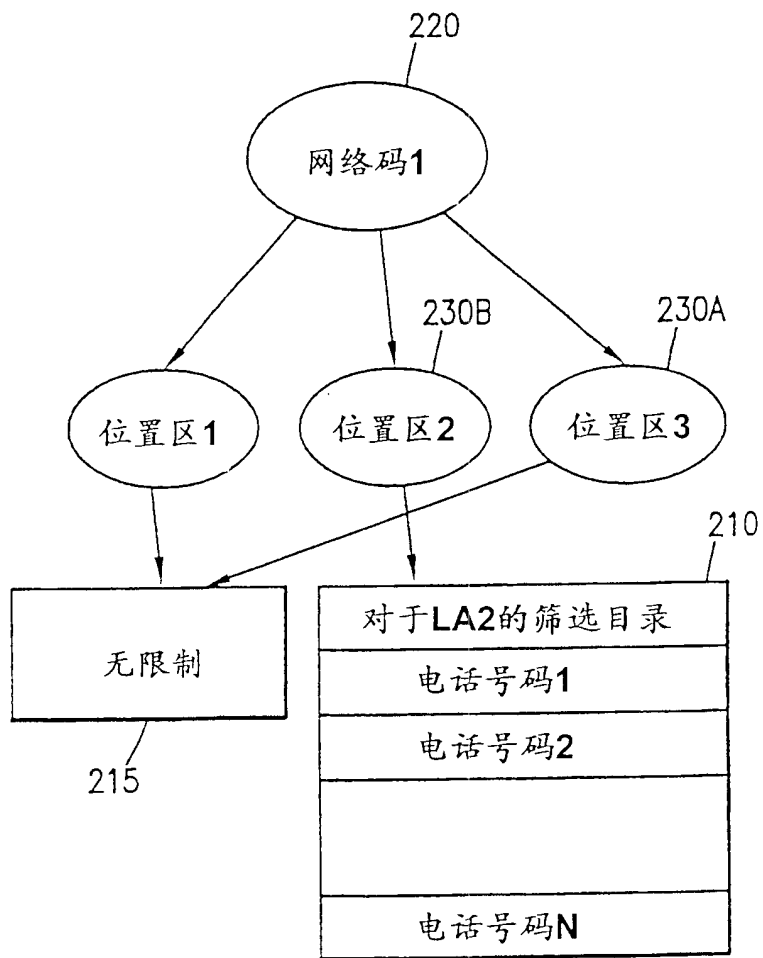 220
网络码1
230B
230A
位置区1
位置区2
位置区3
210
无限制
对于LA2的筛选目录
电话号码1
电话号码2
电话号码N
215